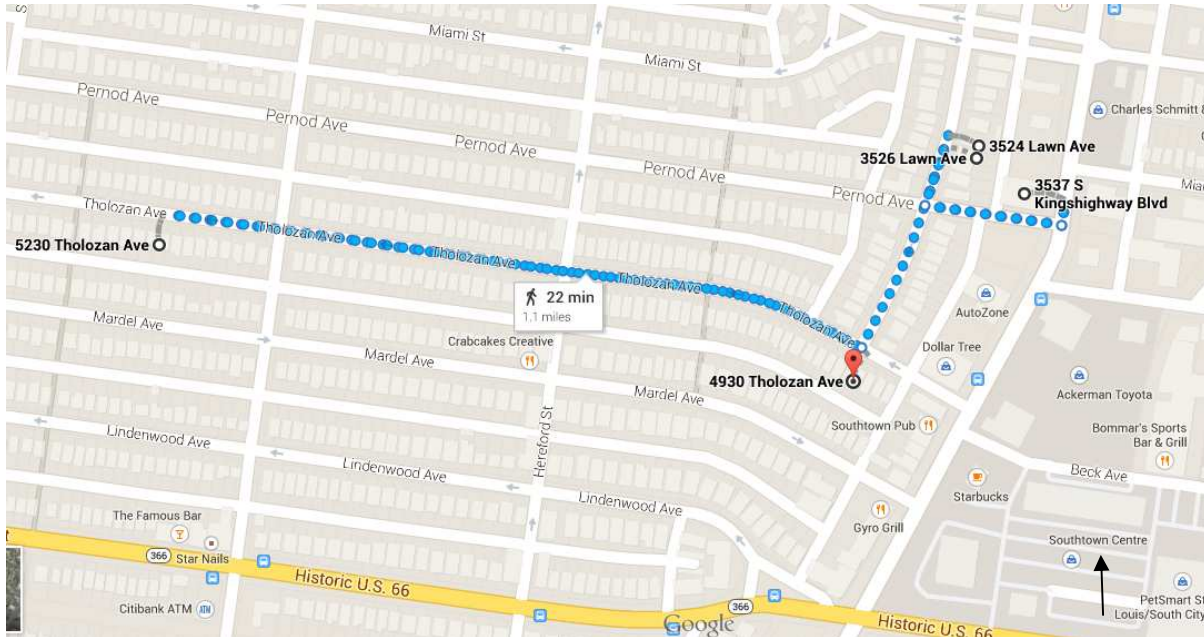 Miami St
Miami St
Pernod Ave
Pernod Ave
Pernod Ave
Pernod Ave
Pernod Ave
Charles Schmitt &
3524 Lawn Ave
3526 Lawn Ave
3537 S
Kingshighway Blvd
Tholozan Ave
5230 Tholozan Ave
Tholozan Ave
Tholozan Ave
Tholozan Ave
Tholozan Ave
22 min
1.1 miles
AutoZone
Dollar Tree
Mardel Ave
Crabcakes Creative
Mardel Ave
Mardel Ave
4930 Tholozan Ave
Ackerman Toyota
Southtown Pub
Bommar's Sports
Bar & Grill
Lindenwood Ave
Lindenwood Ave
Lindenwood Ave
Hereford St
Beck Ave
Starbucks
Gyro Grill
The Famous Bar
366
Star Nails
Southtown Centre
Historic U.S. 66
Citibank ATM
ATM
Google
366
Historic U.S. 66
PetSmart St
Louis/South City